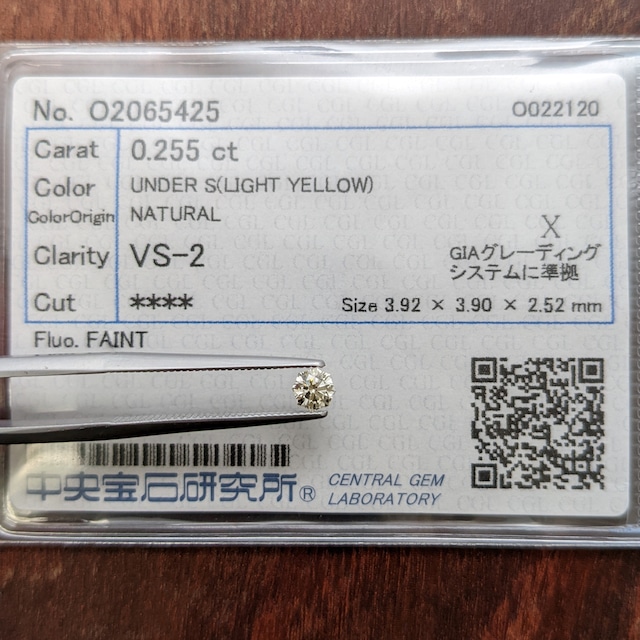 No. O2065425 O022120
Carat 0.255 ct
Color UNDER S(LIGHT YELLOW)
ColorOrigin NATURAL
Clarity VS-2
X
GIAグレーディング
システムに準拠
Cut ****
Size 3.92 × 3.90 × 2.52 mm
Fluo. FAINT
中央宝石研究所® CENTRAL GEM
LABORATORY